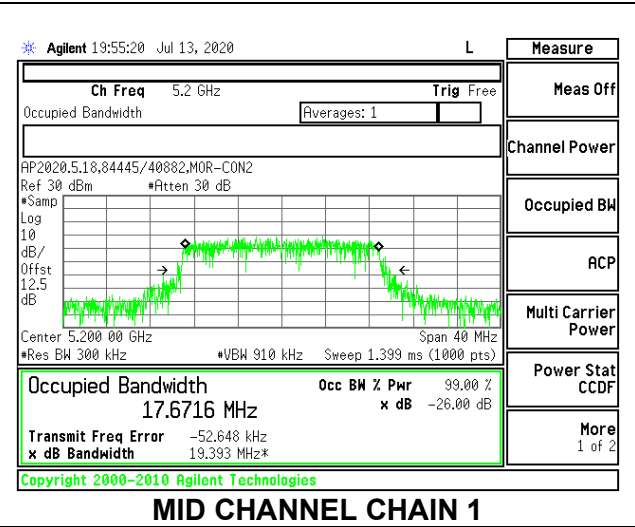 Agilent 19:55:20 Jul 13, 2020 L Measure
Ch Freq 5.2 GHz Trig Free
Meas Off
Occupied Bandwidth Averages: 1
Channel Power
AP2020.5.18,84445/40882,MOR-CON2
Ref 30 dBm #Atten 30 dB
#Samp
Log
10
dB/
Offst
12.5
dB
Occupied BW
ACP
Center 5.200 00 GHz Span 40 MHz
#Res BW 300 kHz #VBW 910 kHz Sweep 1.399 ms (1000 pts)
Multi Carrier
Power
Occupied Bandwidth Occ BW % Pwr 99.00 %
17.6716 MHz x dB -26.00 dB
Transmit Freq Error -52.648 kHz
x dB Bandwidth 19.393 MHz*
Power Stat
CCDF
More
1 of 2
Copyright 2000-2010 Agilent Technologies
MID CHANNEL CHAIN 1